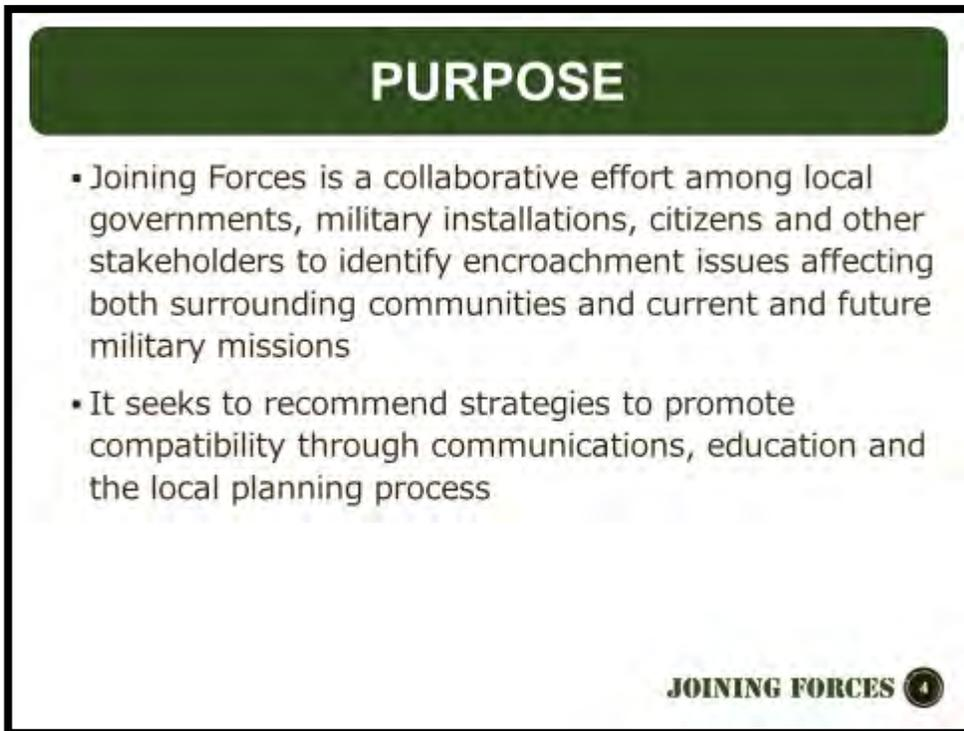 PURPOSE
▪ Joining Forces is a collaborative effort among local
governments, military installations, citizens and other
stakeholders to identify encroachment issues affecting
both surrounding communities and current and future
military missions
▪ It seeks to recommend strategies to promote
compatibility through communications, education and
the local planning process
JOINING FORCES 4